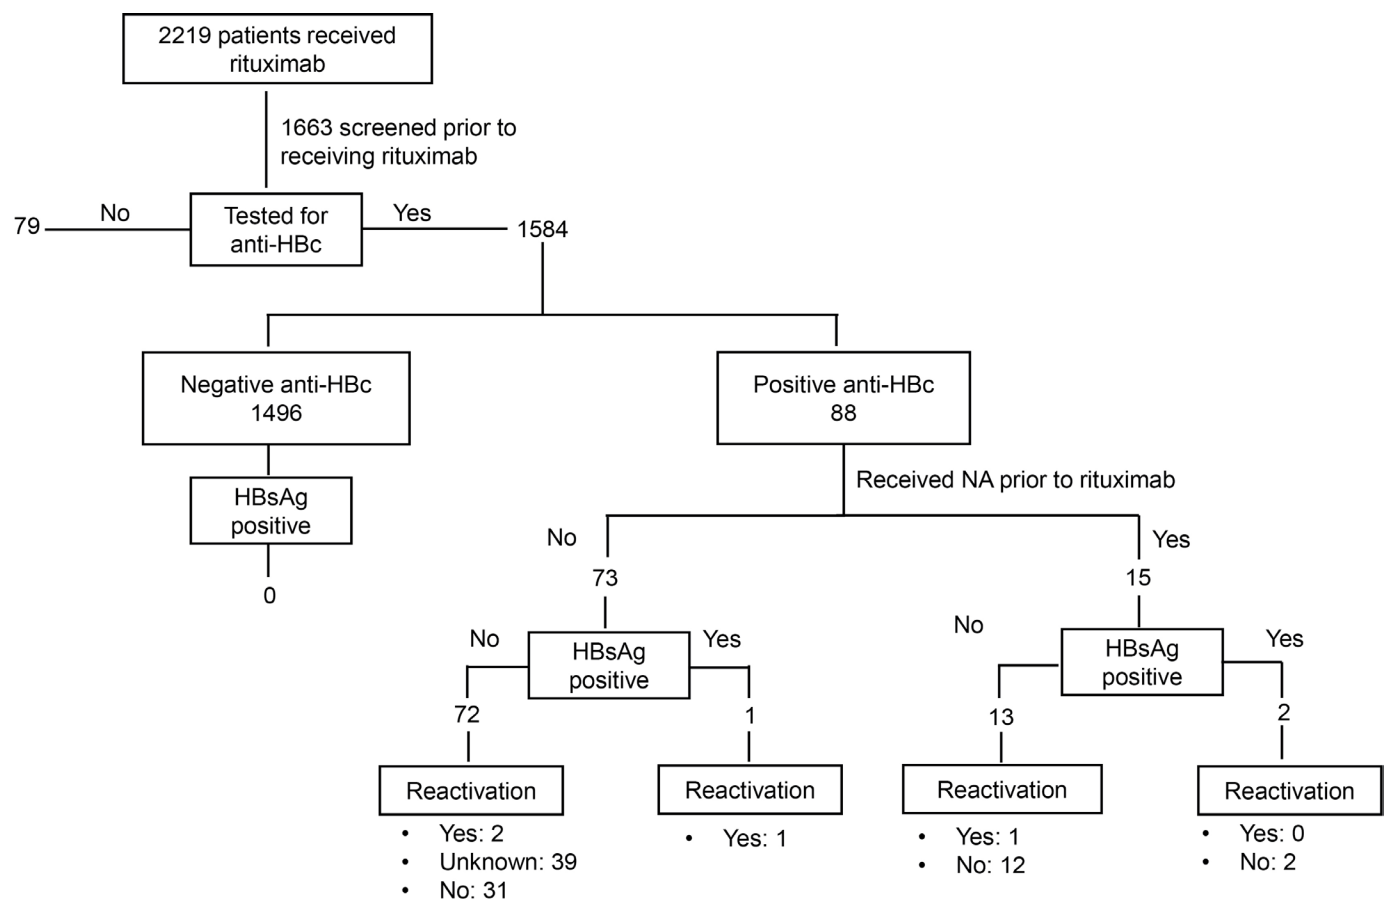 2219 patients received
rituximab
1663 screened prior to
receiving rituximab
79
No
Tested for
anti-HBc
Yes
1584
Negative anti-HBc
1496
HBsAg
positive
0
Positive anti-HBc
88
Received NA prior to rituximab
No
73
Yes
15
No
HBsAg
positive
Yes
72
1
Reactivation
• Yes: 2
• Unknown: 39
• No: 31
Reactivation
• Yes: 1
No
HBsAg
positive
Yes
13
2
Reactivation
• Yes: 1
• No: 12
Reactivation
• Yes: 0
• No: 2